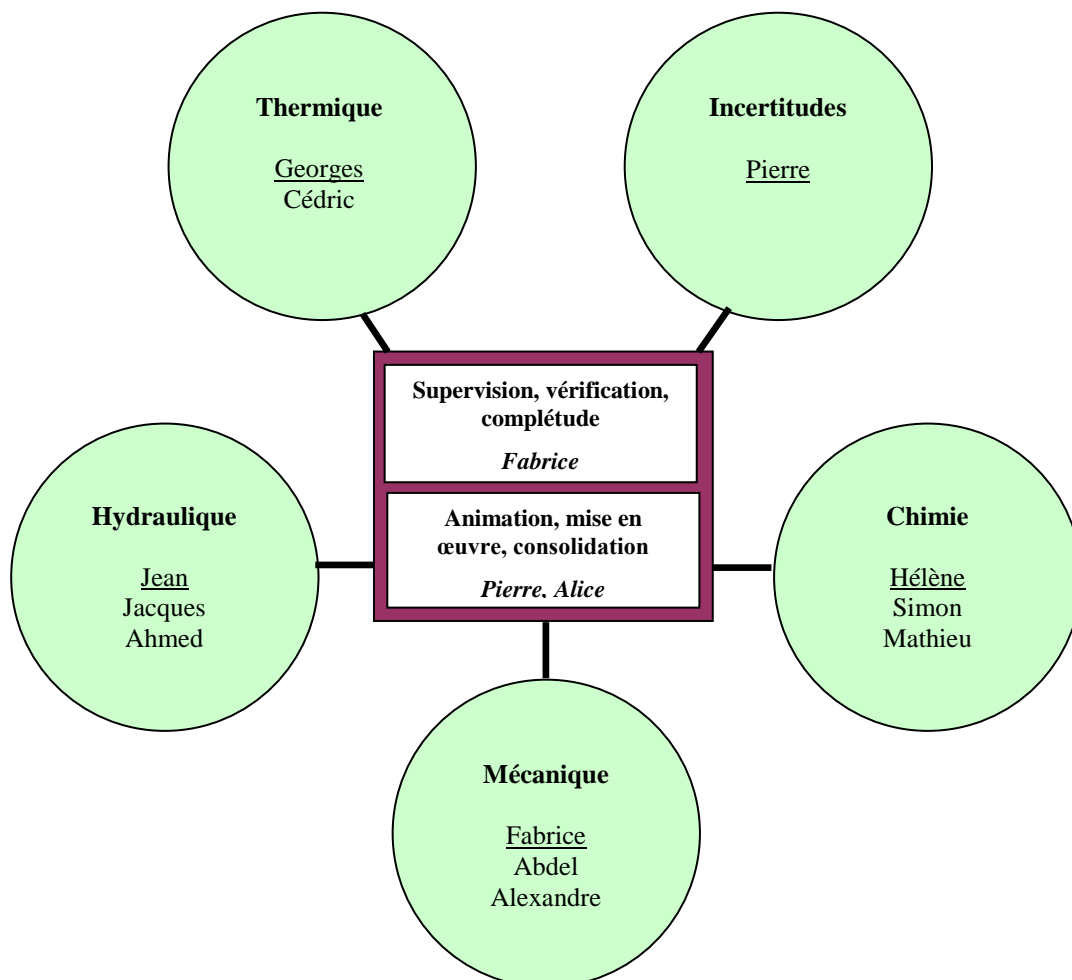 Thermique
Georges
Cédric
Incertitudes
Pierre
Supervision, vérification,
complétude
Fabrice
Animation, mise en
œuvre, consolidation
Pierre, Alice
Hydraulique
Jean
Jacques
Ahmed
Chimie
Hélène
Simon
Mathieu
Mécanique
Fabrice
Abdel
Alexandre